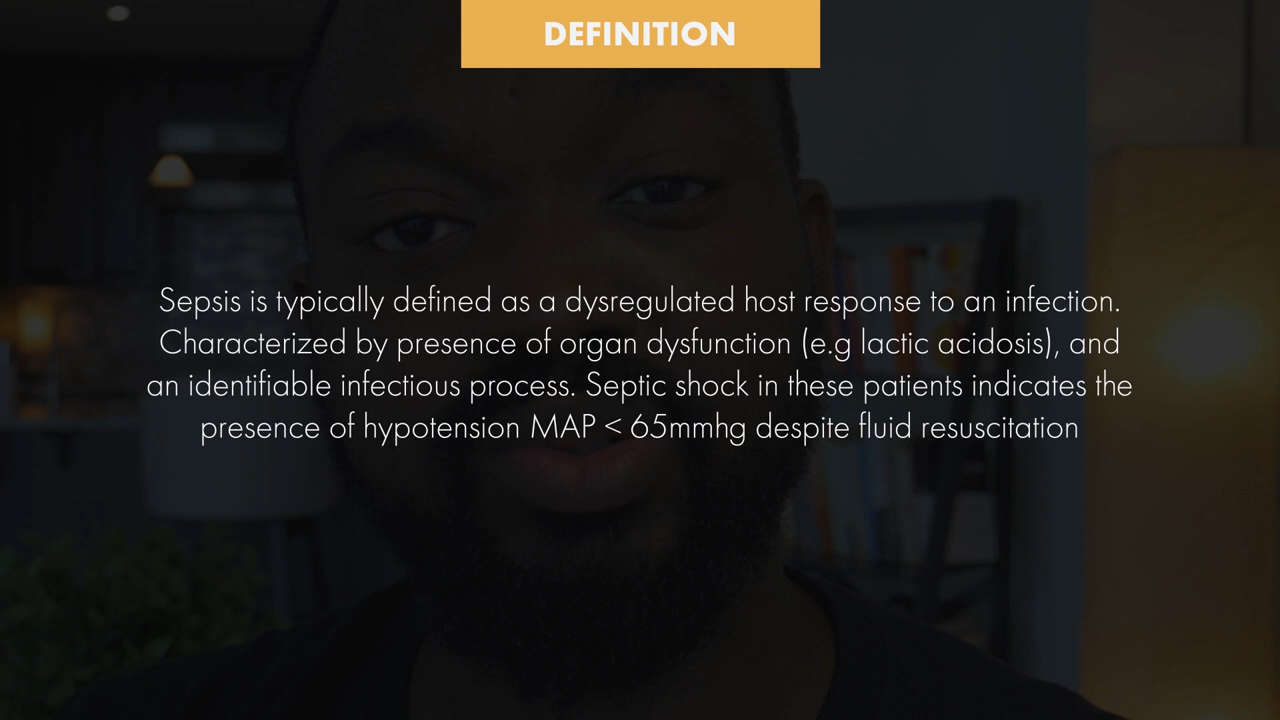 DEFINITION
Sepsis is typically defined as a dysregulated host response to an infection.
Characterized by presence of organ dysfunction (e.g lactic acidosis), and
an identifiable infectious process. Septic shock in these patients indicates the
presence of hypotension MAP < 65mmhg despite fluid resuscitation